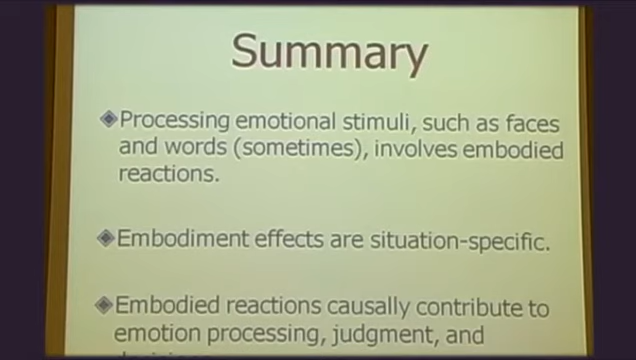 Summary
Processing emotional stimuli, such as faces
and words (sometimes), involves embodied
reactions.
Embodiment effects are situation-specific.
Embodied reactions causally contribute to
emotion processing, judgment, and